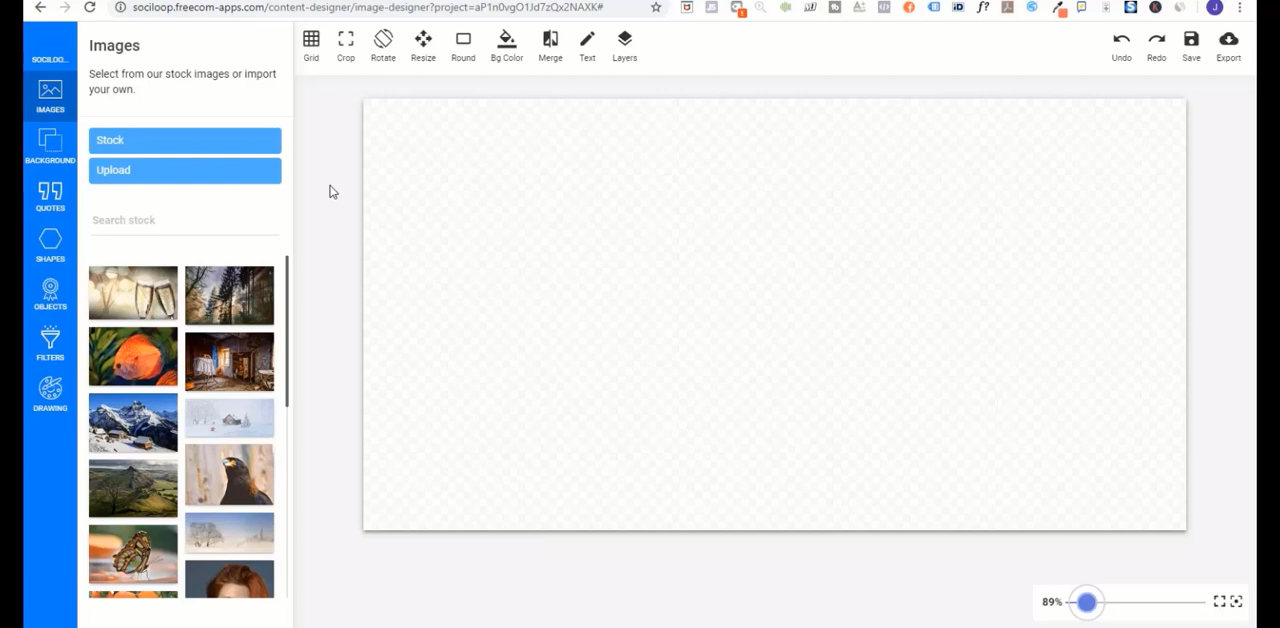 sociloop.freecom-apps.com/content-designer/image-designer?project=aP1n0vgO1Jd7zQx2NAXK#
SOCILOO...
IMAGES
BACKGROUND
QUOTES
SHAPES
OBJECTS
FILTERS
DRAWING
Images
Select from our stock images or import
your own.
Stock
Upload
Search stock
Grid Crop Rotate Resize Round Bg Color Merge Text Layers
Undo Redo Save Export
89%